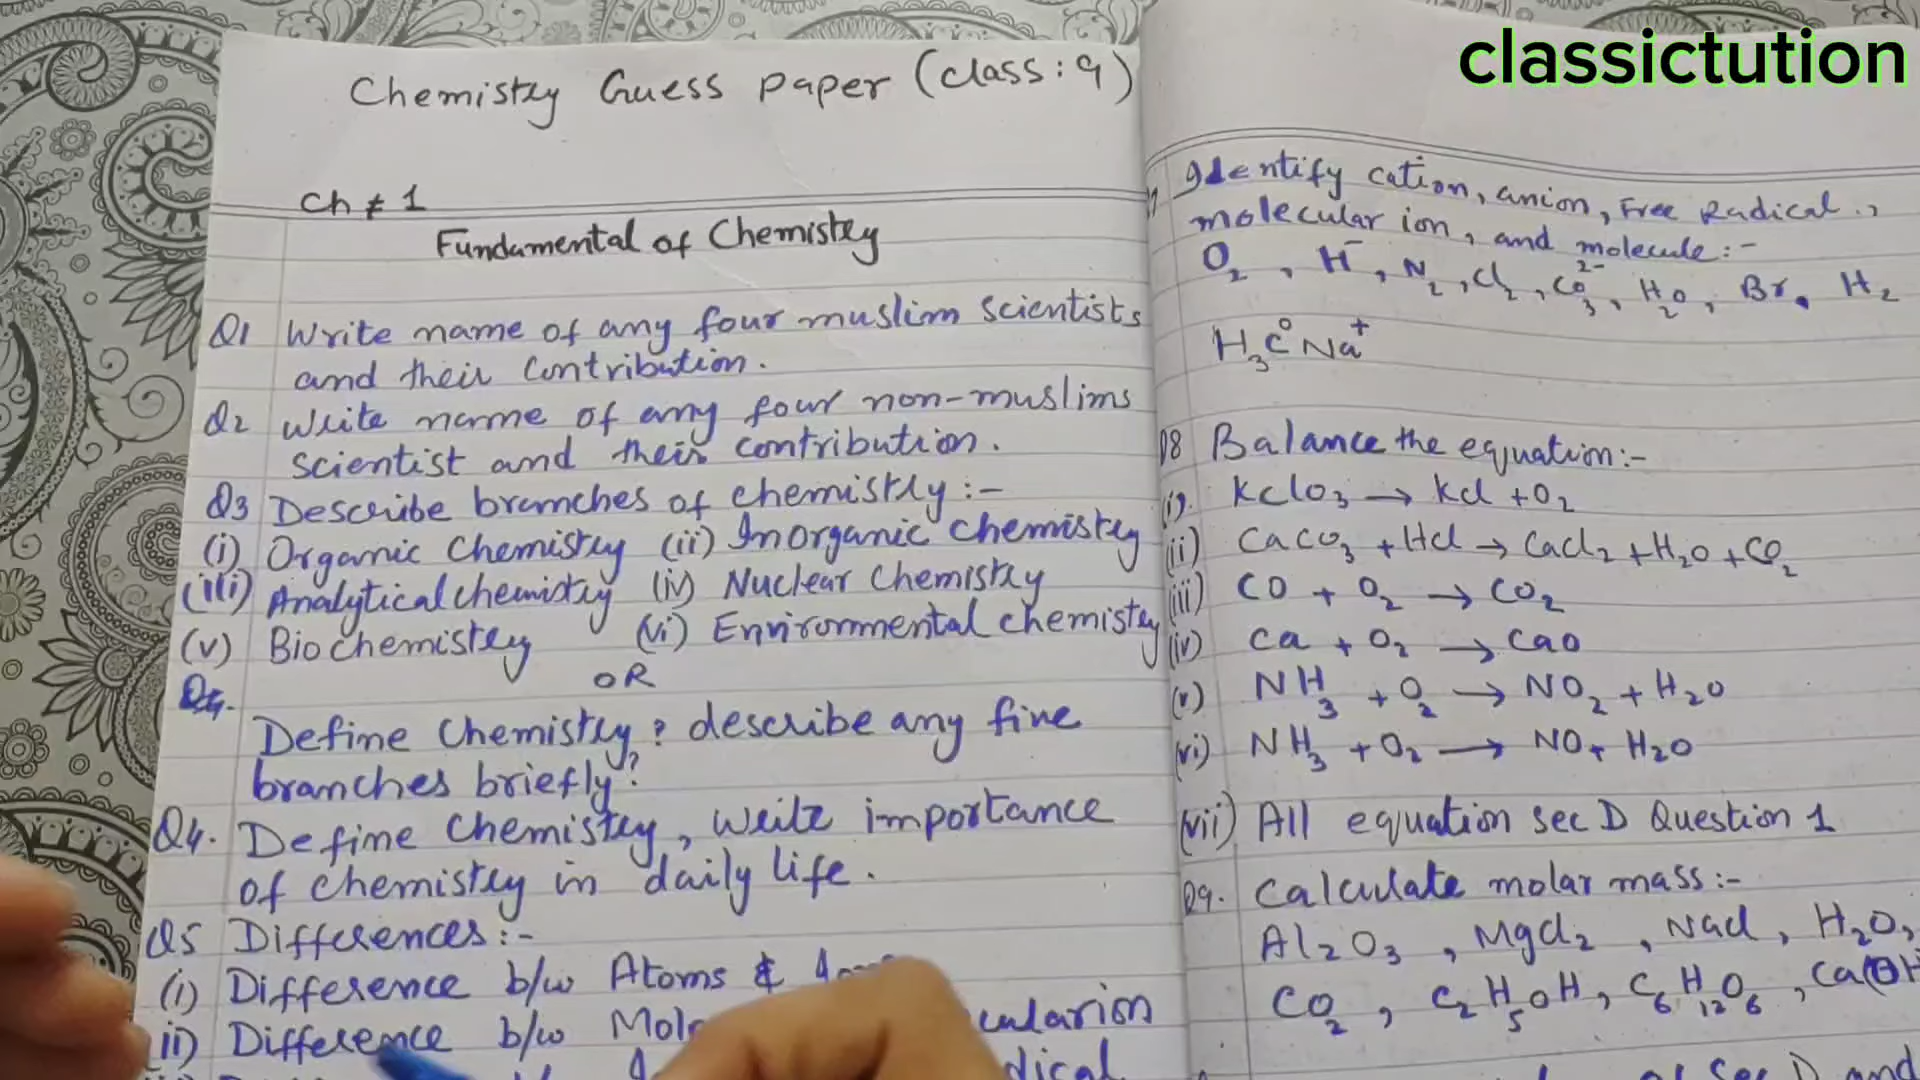 classictution
Chemistry Guess paper (class: 9)
Ch # 1
Fundamental of Chemistry
Q1 Write name of any four muslim scientists
and their contribution.
Q2 Write name of any four non-muslims
scientist and their contribution.
Q3 Describe branches of chemistry :-
(i) Organic Chemistry (ii) Inorganic Chemistry
(iii) Analytical chemistry (iv) Nuclear Chemistry
(v) Biochemistry (vi) Environmental chemistry
OR
Define Chemistry? describe any five
branches briefly?
Q4. Define Chemistry, Write importance
of chemistry in daily life.
Q5 Differences :-
(i) Difference b/w Atoms &
(ii) Difference b/w
Identify cation, anion, Free Radical.,
molecular ion, and molecule :-
O2, H⁻, N2, Cl2, CO3²⁻, H2O, Br, H2
H3C° Na⁺
Q8 Balance the equation:-
(i). KClO3 → KCl + O2
(ii) CaCO3 + HCl → CaCl2 + H2O + CO2
(iii) CO + O2 → CO2
(iv) Ca + O2 → CaO
(v) NH3 + O2 → NO2 + H2O
(vi) NH3 + O2 → NO + H2O
(vii) All equation sec D Question 1
Q9. Calculate molar mass :-
Al2O3, MgCl2, NaCl, H2O,
CO2, C2H5OH, C6H12O6, Ca(OH
Sec D and